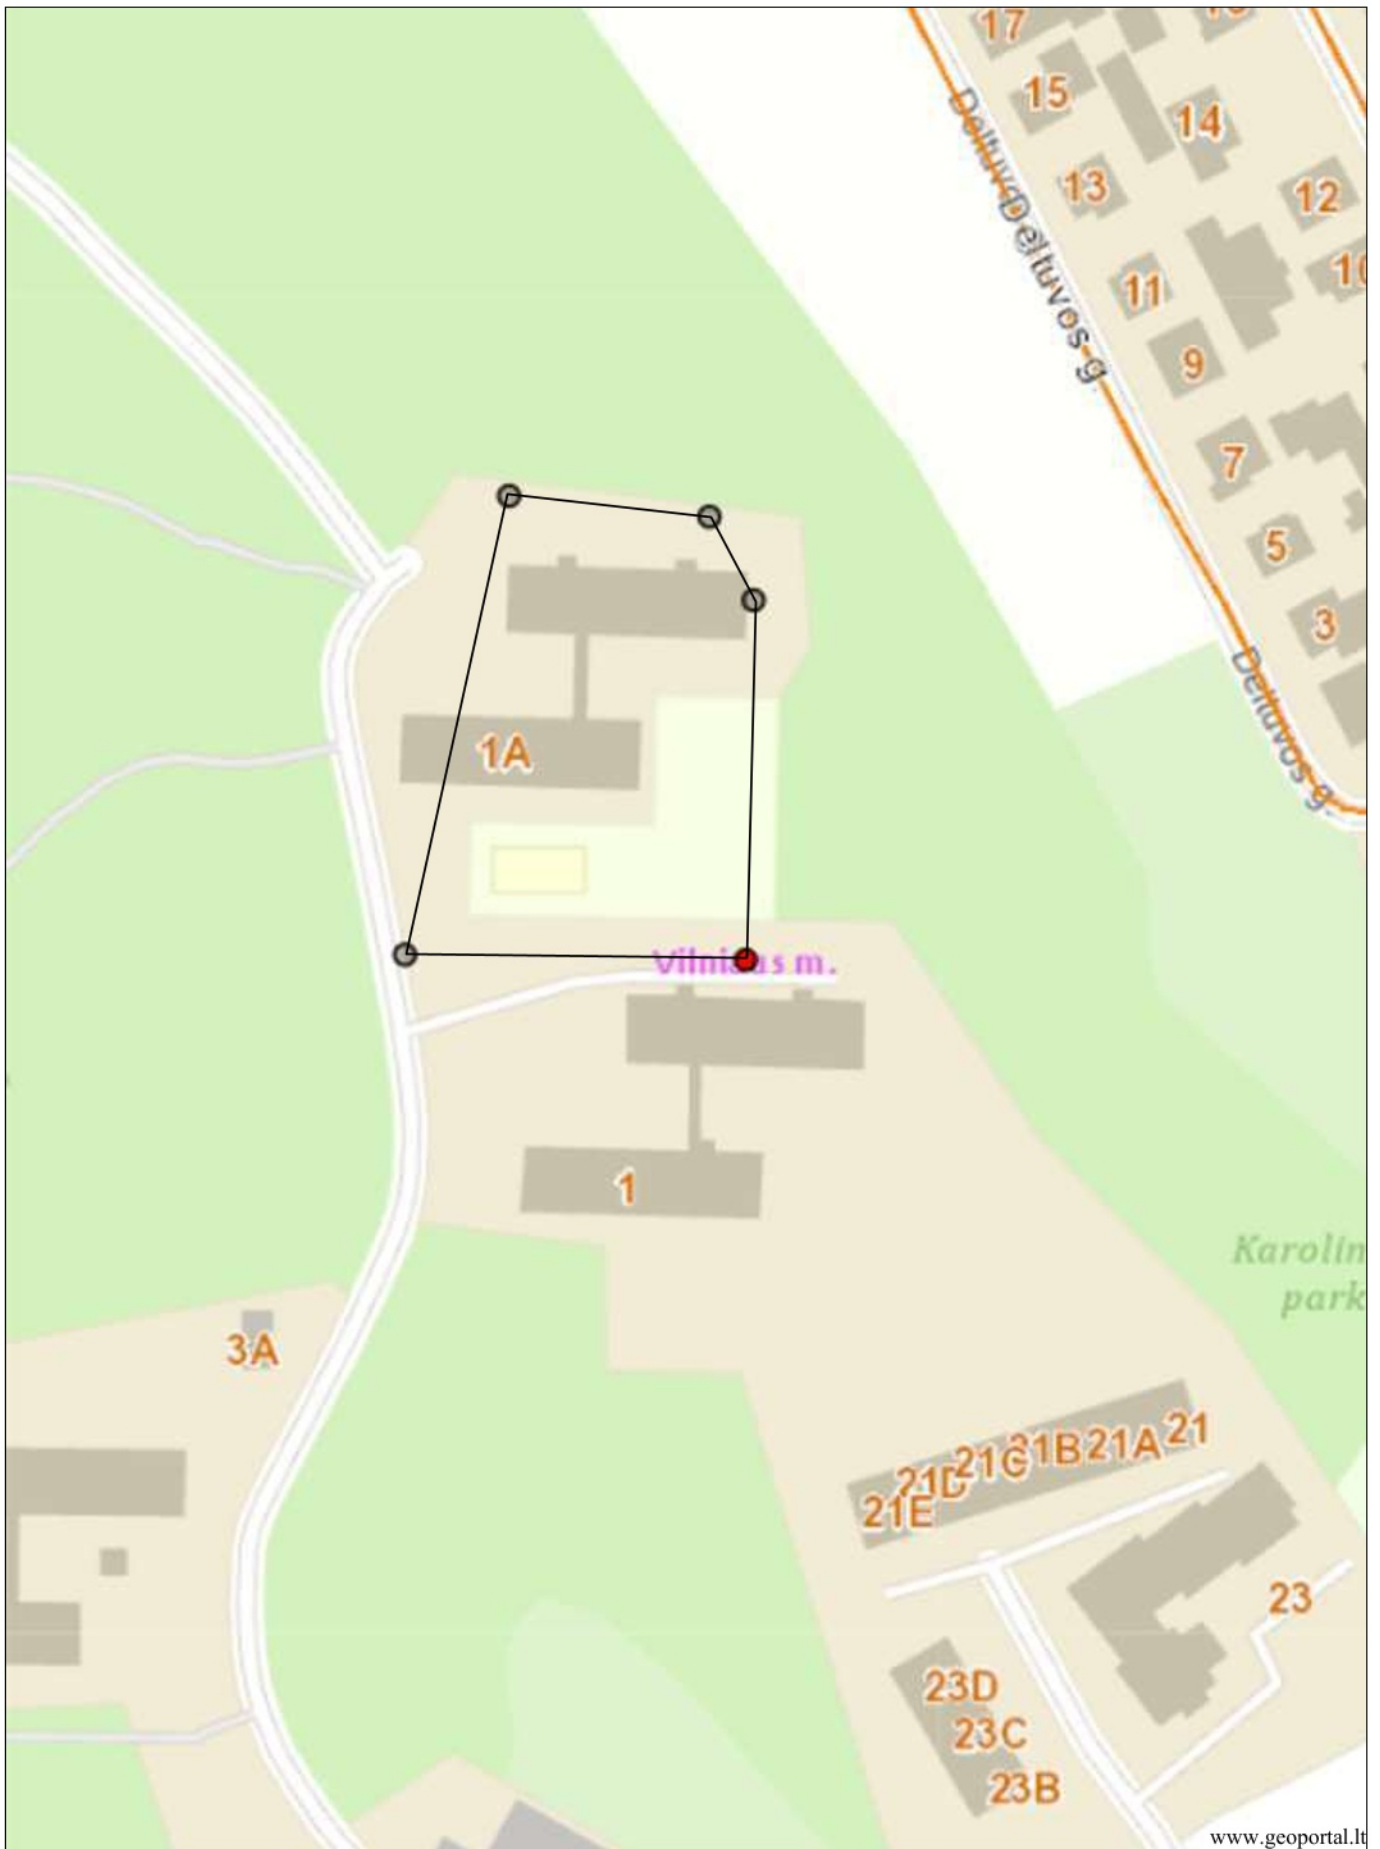 17
15
14
13
12
11
9
7
5
3
Deltuvos g.
Deltuvos g.
1A
Vilniaus m.
1
Karolin
park
3A
21
21A
21B
21C
21D
21E
23
23D
23C
23B
www.geoportal.lt